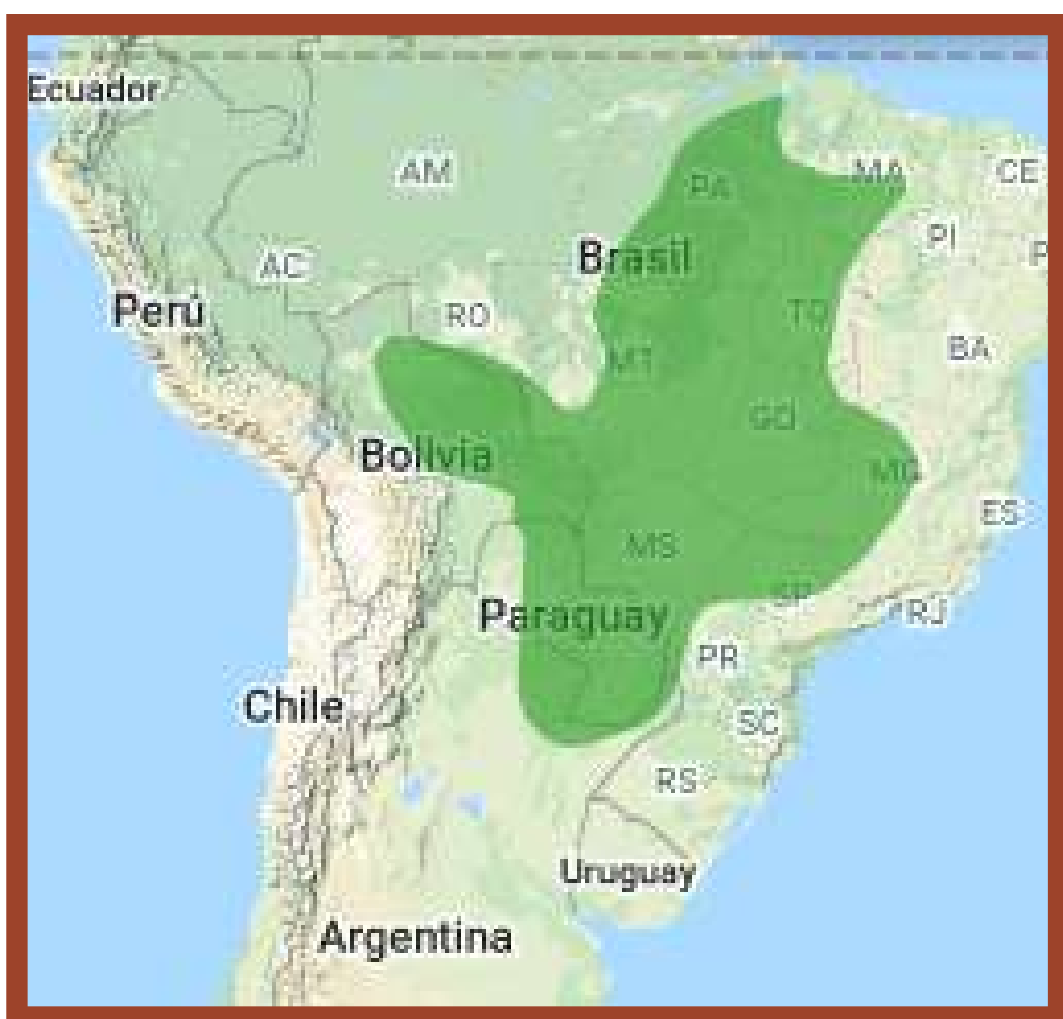 Ecuador
AM
PA
MA
CE
PI
Brasil
AC
Perú
RO
TO
MT
BA
GO
Bolivia
MG
ES
MS
SP
Paraguay
RJ
PR
Chile
SC
RS
Uruguay
Argentina